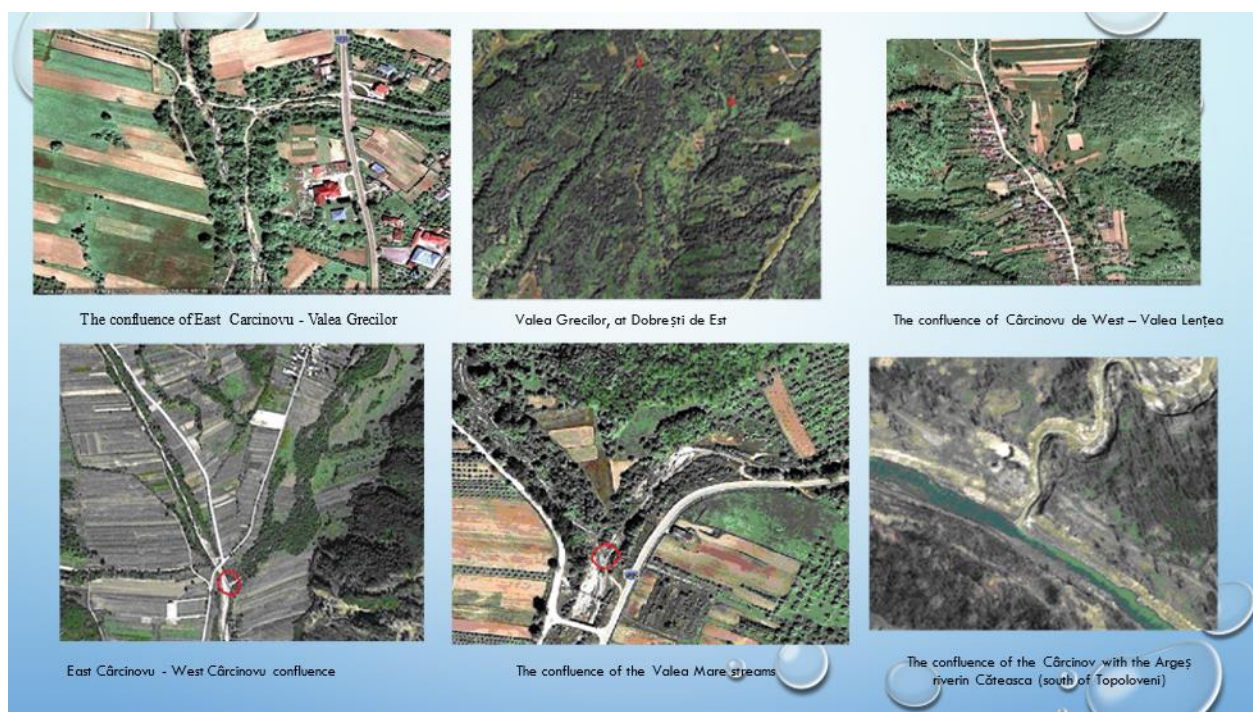 The confluence of East Carcinovu - Valea Grecilor
Valea Grecilor, at Dobrești de Est
The confluence of Cârcinovu de West – Valea Lențea
East Cârcinovu - West Cârcinovu confluence
The confluence of the Valea Mare streams
The confluence of the Cârcinov with the Argeș
riverin Căteasca (south of Topoloveni)